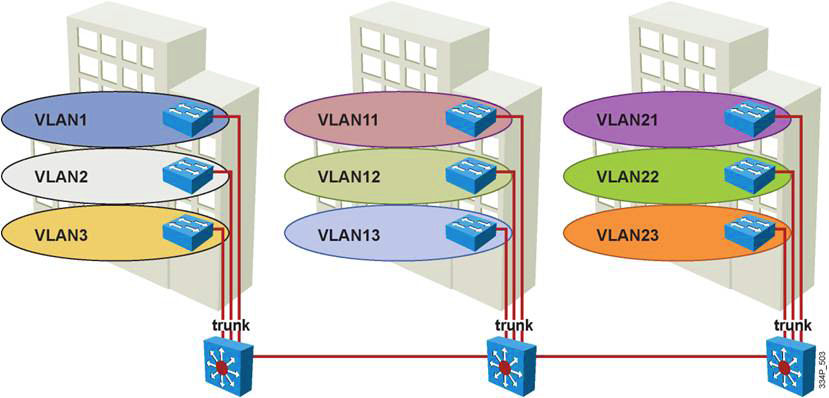 VLAN1
VLAN11
VLAN21
VLAN2
VLAN12
VLAN22
VLAN3
VLAN13
VLAN23
trunk
trunk
trunk
334P_503